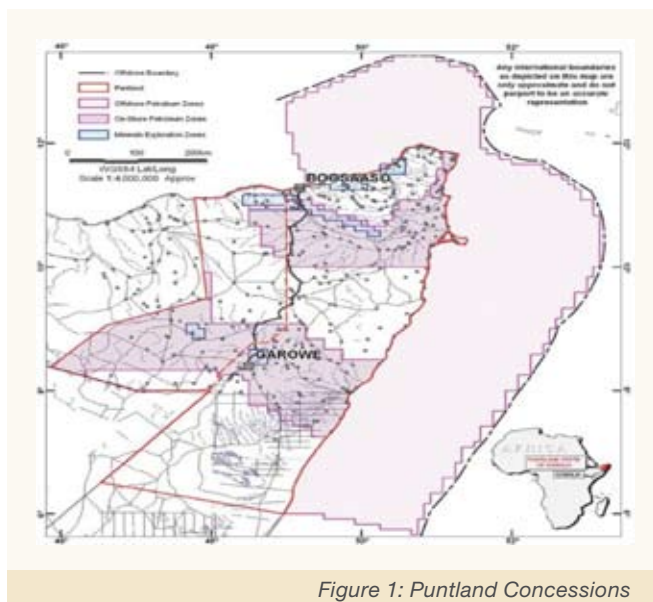 Any international boundaries
as depicted on this map are
only approximate and do not
purport to be an accurate
representation
Offshore Boundary
Puntland
Offshore Petroleum Zones
On-Shore Petroleum Zones
Minerals Exploration Zones
0 100 200km
WGS84 Lat/Long
Scale 1:4,000,000 Approx
BOOSAASO
GAROWE
AFRICA
Figure 1: Puntland Concessions